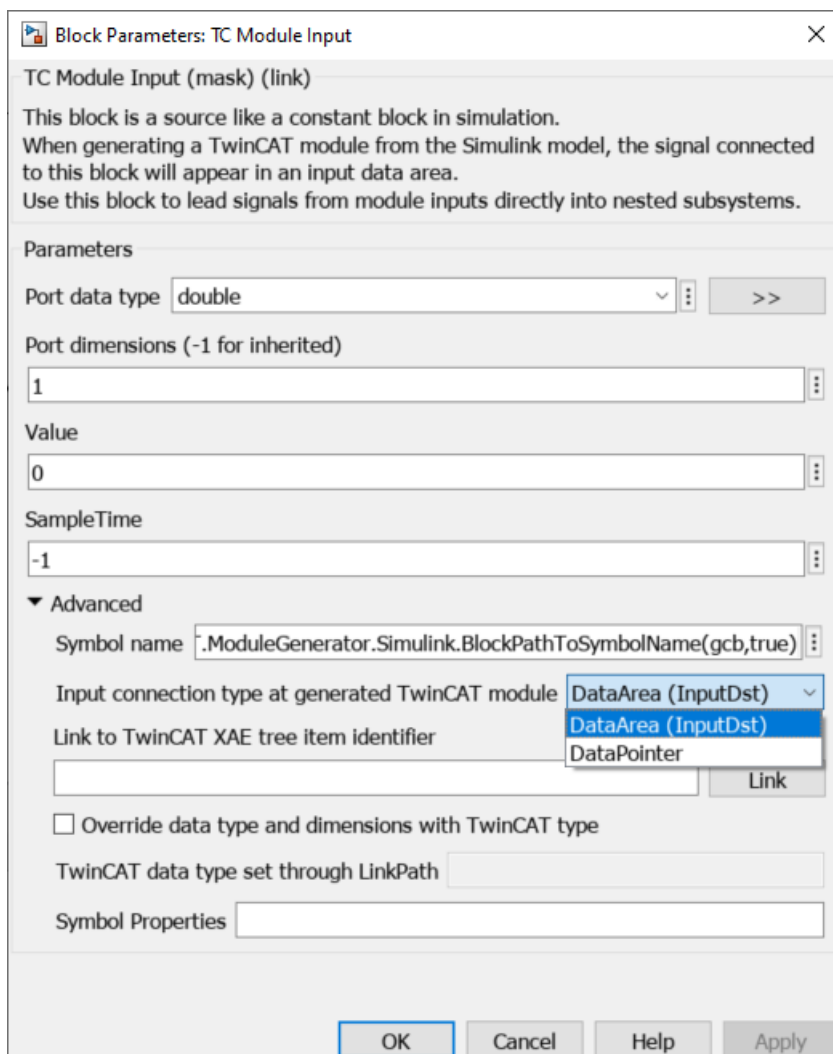 Block Parameters: TC Module Input
TC Module Input (mask) (link)
This block is a source like a constant block in simulation.
When generating a TwinCAT module from the Simulink model, the signal connected
to this block will appear in an input data area.
Use this block to lead signals from module inputs directly into nested subsystems.
Parameters
Port data type double >>
Port dimensions (-1 for inherited)
1
Value
0
SampleTime
-1
Advanced
Symbol name .ModuleGenerator.Simulink.BlockPathToSymbolName(gcb,true)
Input connection type at generated TwinCAT module DataArea (InputDst)
DataArea (InputDst)
DataPointer
Link to TwinCAT XAE tree item identifier
Link
Override data type and dimensions with TwinCAT type
TwinCAT data type set through LinkPath
Symbol Properties
OK Cancel Help Apply